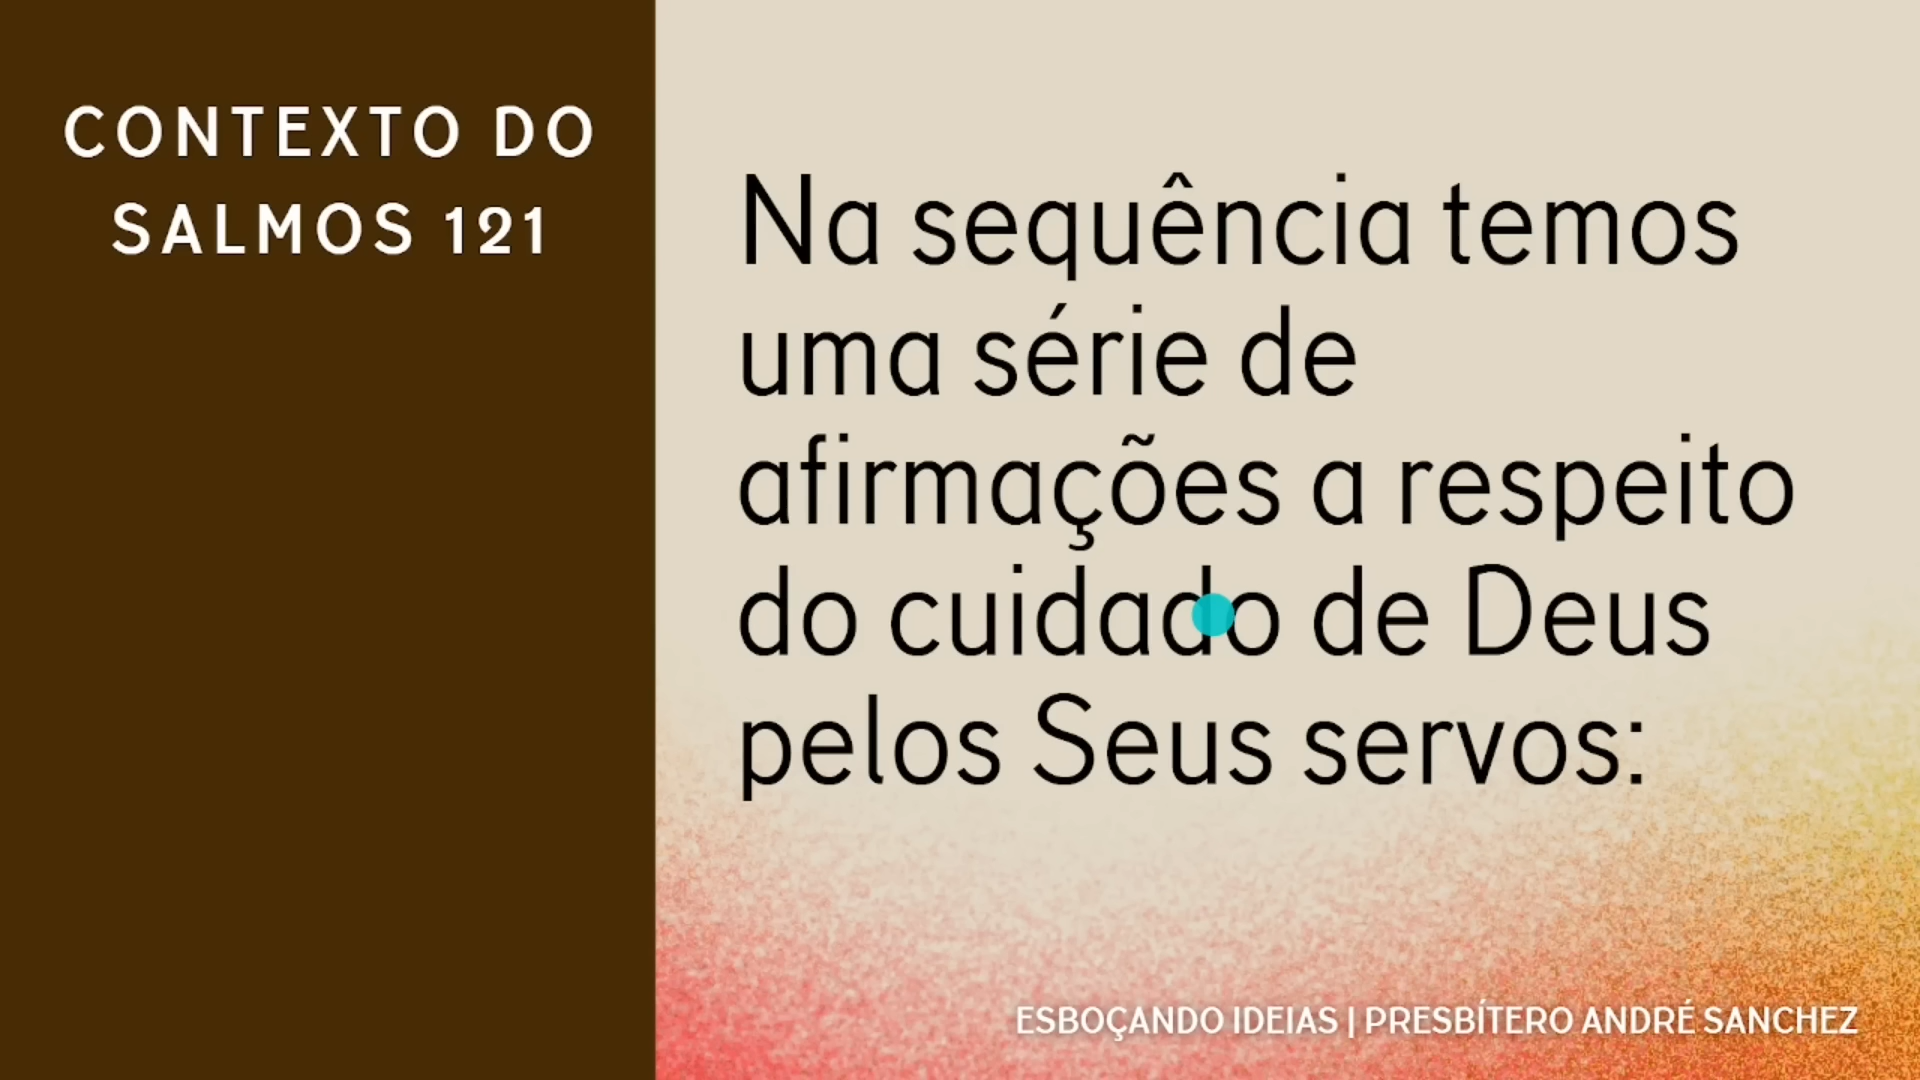 CONTEXTO DO
SALMOS 121
Na sequência temos
uma série de
afirmações a respeito
do cuidado de Deus
pelos Seus servos:
ESBOÇANDO IDEIAS | PRESBÍTERO ANDRÉ SANCHEZ